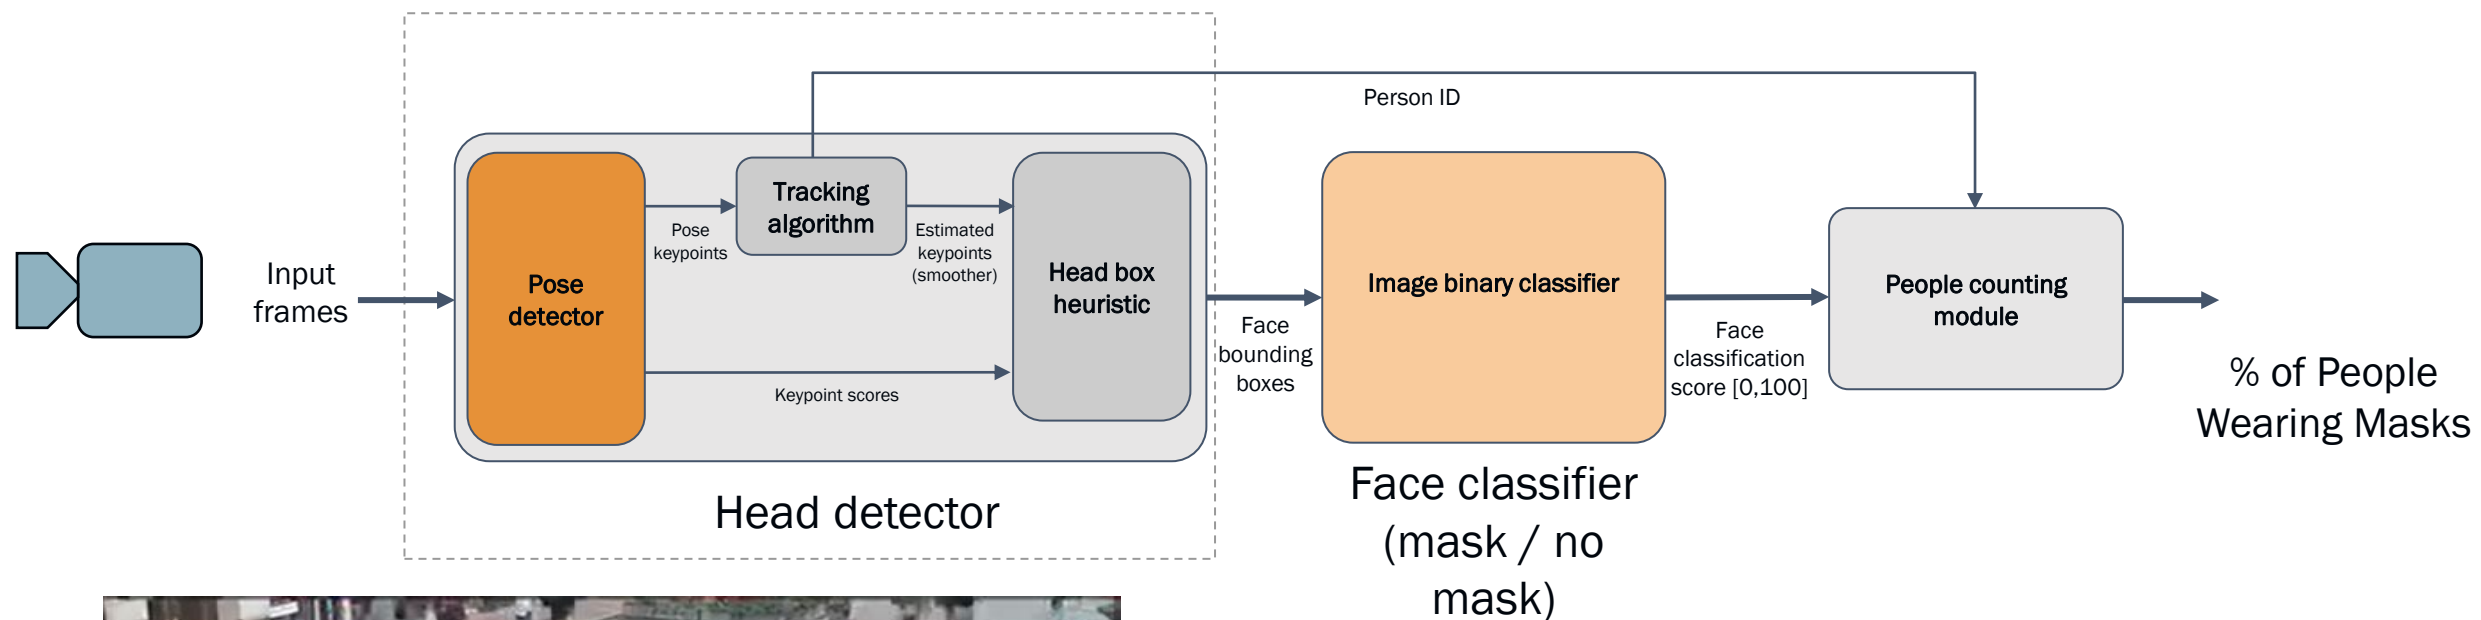 Person ID
Input
frames
Pose
detector
Pose
keypoints
Tracking
algorithm
Estimated
keypoints
(smoother)
Keypoint scores
Head box
heuristic
Head detector
Face
bounding
boxes
Image binary classifier
Face classifier
(mask / no
mask)
Face
classification
score [0,100]
People counting
module
% of People
Wearing Masks